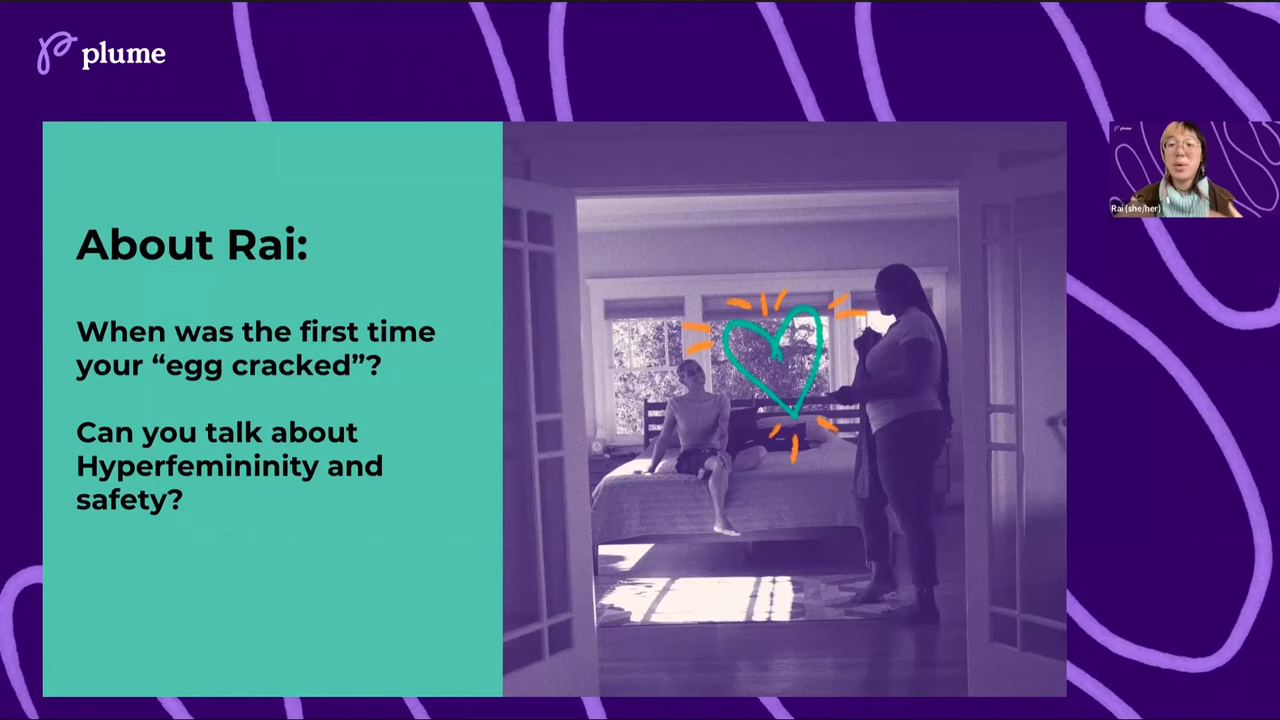 plume
About Rai:
When was the first time
your “egg cracked”?
Can you talk about
Hyperfemininity and
safety?
plume
Rai (she/her)